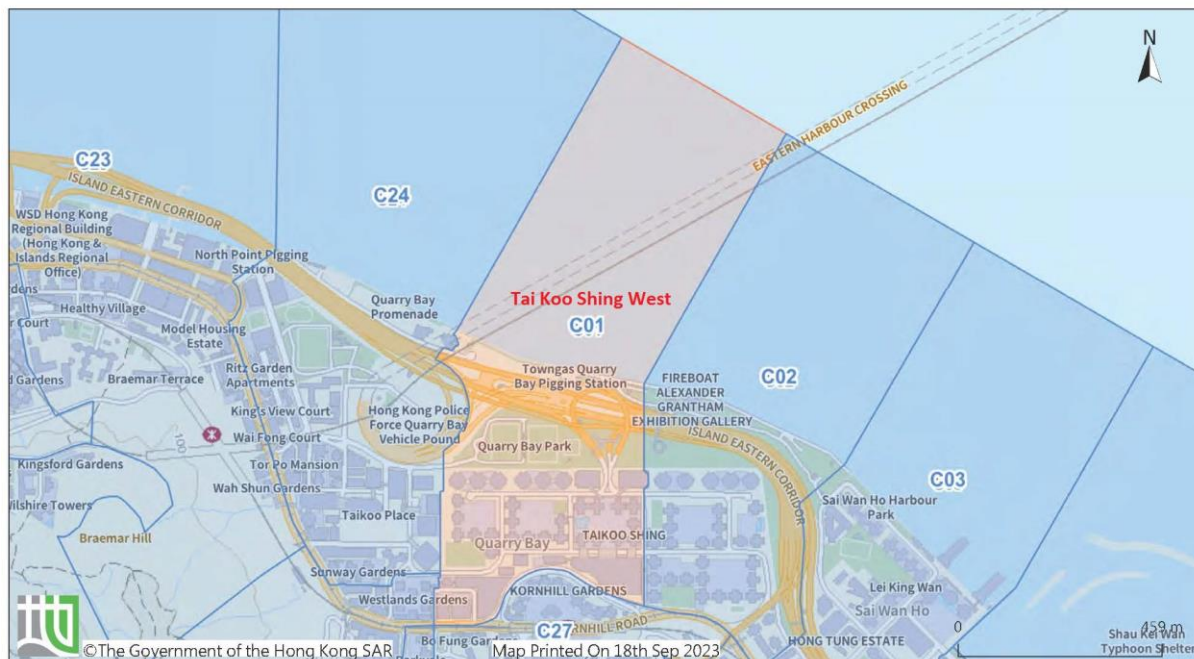 N
EASTERN HARBOUR CROSSING
C23
ISLAND EASTERN CORRIDOR
C24
WSD Hong Kong
Regional Building
(Hong Kong &
Islands Regional
Office)
North Point Pigging
Station
Quarry Bay
Promenade
Tai Koo Shing West
C01
Healthy Village
Model Housing
Estate
Towngas Quarry
Bay Pigging Station
C02
FIREBOAT
ALEXANDER
GRANTHAM
EXHIBITION GALLERY
Braemar Terrace
Ritz Garden
Apartments
King's View Court
Hong Kong Police
Force Quarry Bay
Vehicle Pound
ISLAND EASTERN
CORRIDOR
100
Wai Fong Court
Quarry Bay Park
Kingsford Gardens
Tor Po Mansion
C03
Wah Shun Gardens
Sai Wan Ho Harbour
Park
Taikoo Place
TAIKOO SHING
Braemar Hill
Quarry Bay
Sunway Gardens
Westlands Gardens
KORNHILL GARDENS
Lei King Wan
Sai Wan Ho
C27
HONG TUNG ESTATE
0
459 m
Shau Kei Wan
Typhoon Shelter
©The Government of the Hong Kong SAR
Map Printed On 18th Sep 2023